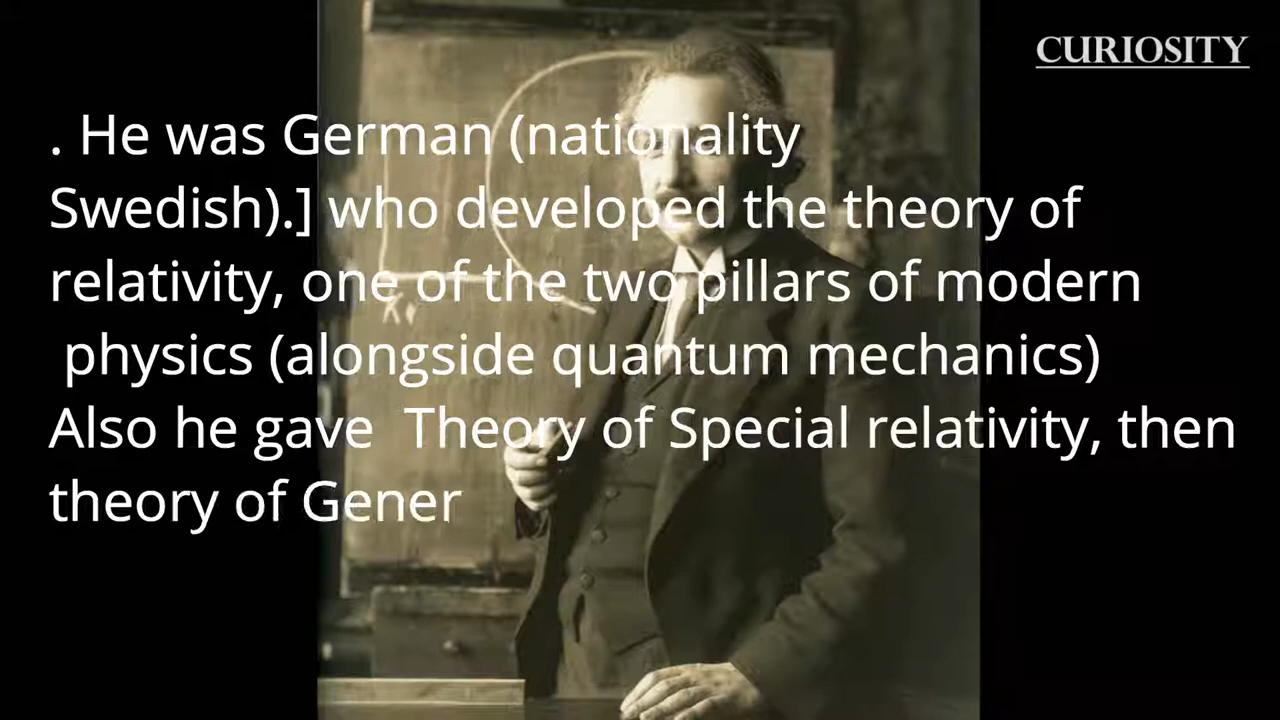 CURIOSITY
. He was German (nationality
Swedish).] who developed the theory of
relativity, one of the two pillars of modern
physics (alongside quantum mechanics)
Also he gave  Theory of Special relativity, then
theory of Gener